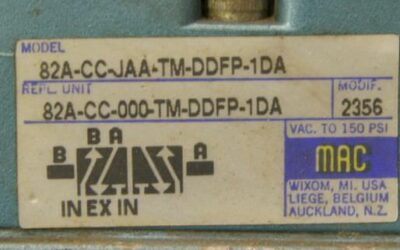 MODEL
82A-CC-JAA-TM-DDFP-1DA
REPL. UNIT MODIF.
82A-CC-000-TM-DDFP-1DA 2356
VAC. TO 150 PSI
B A
B A
MAC
IN EX IN
WIXOM, MI. USA
LIEGE, BELGIUM
AUCKLAND, N.Z.